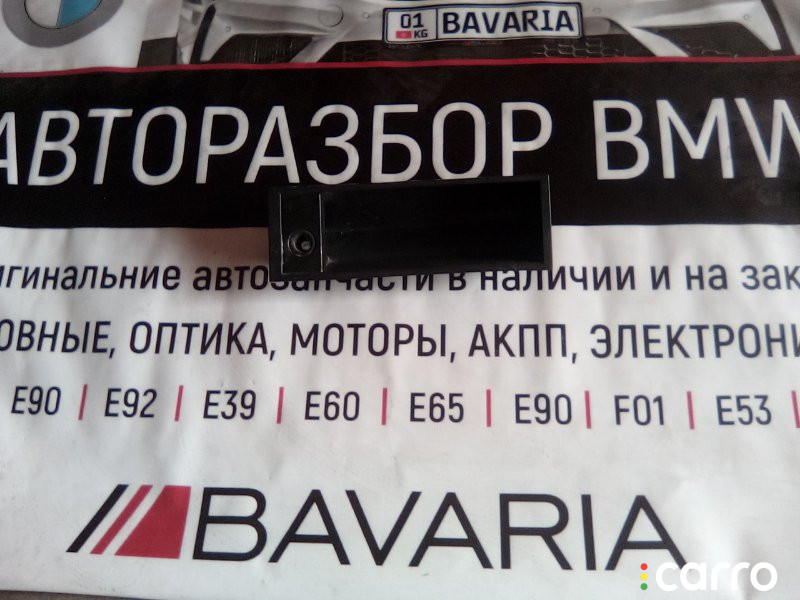 01 KG BAVARIA
АВТОРАЗБОР BMW
игинальние автозапчасти в наличии и на зак
ОВНЫЕ, ОПТИКА, МОТОРЫ, АКПП, ЭЛЕКТРОНИ
E90 | E92 | E39 | E60 | E65 | E90 | F01 | E53 |
BAVARIA
carro